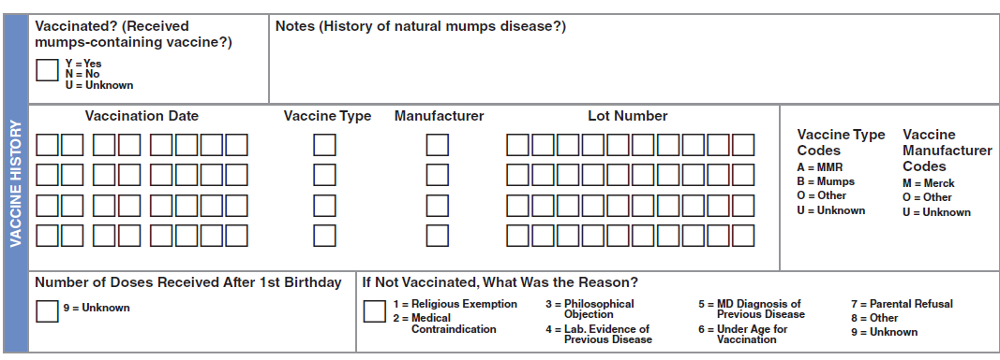 VACCINE HISTORY
Vaccinated? (Received
mumps-containing vaccine?)
Y = Yes
N = No
U = Unknown
Notes (History of natural mumps disease?)
Vaccination Date
Vaccine Type
Manufacturer
Lot Number
Vaccine Type
Codes
A = MMR
B = Mumps
O = Other
U = Unknown
Vaccine
Manufacturer
Codes
M = Merck
O = Other
U = Unknown
Number of Doses Received After 1st Birthday
9 = Unknown
If Not Vaccinated, What Was the Reason?
1 = Religious Exemption
2 = Medical
Contraindication
3 = Philosophical
Objection
4 = Lab. Evidence of
Previous Disease
5 = MD Diagnosis of
Previous Disease
6 = Under Age for
Vaccination
7 = Parental Refusal
8 = Other
9 = Unknown